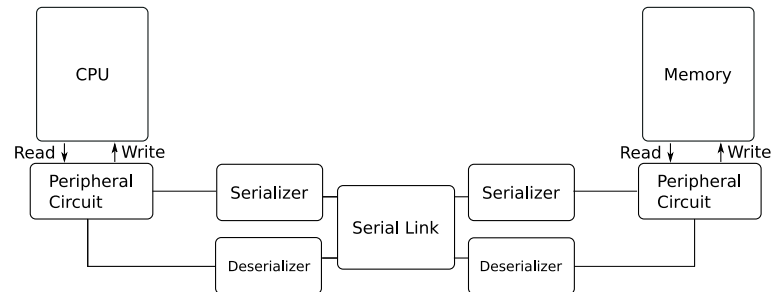 CPU
Memory
Read
Write
Read
Write
Peripheral
Circuit
Serializer
Serial Link
Serializer
Peripheral
Circuit
Deserializer
Deserializer